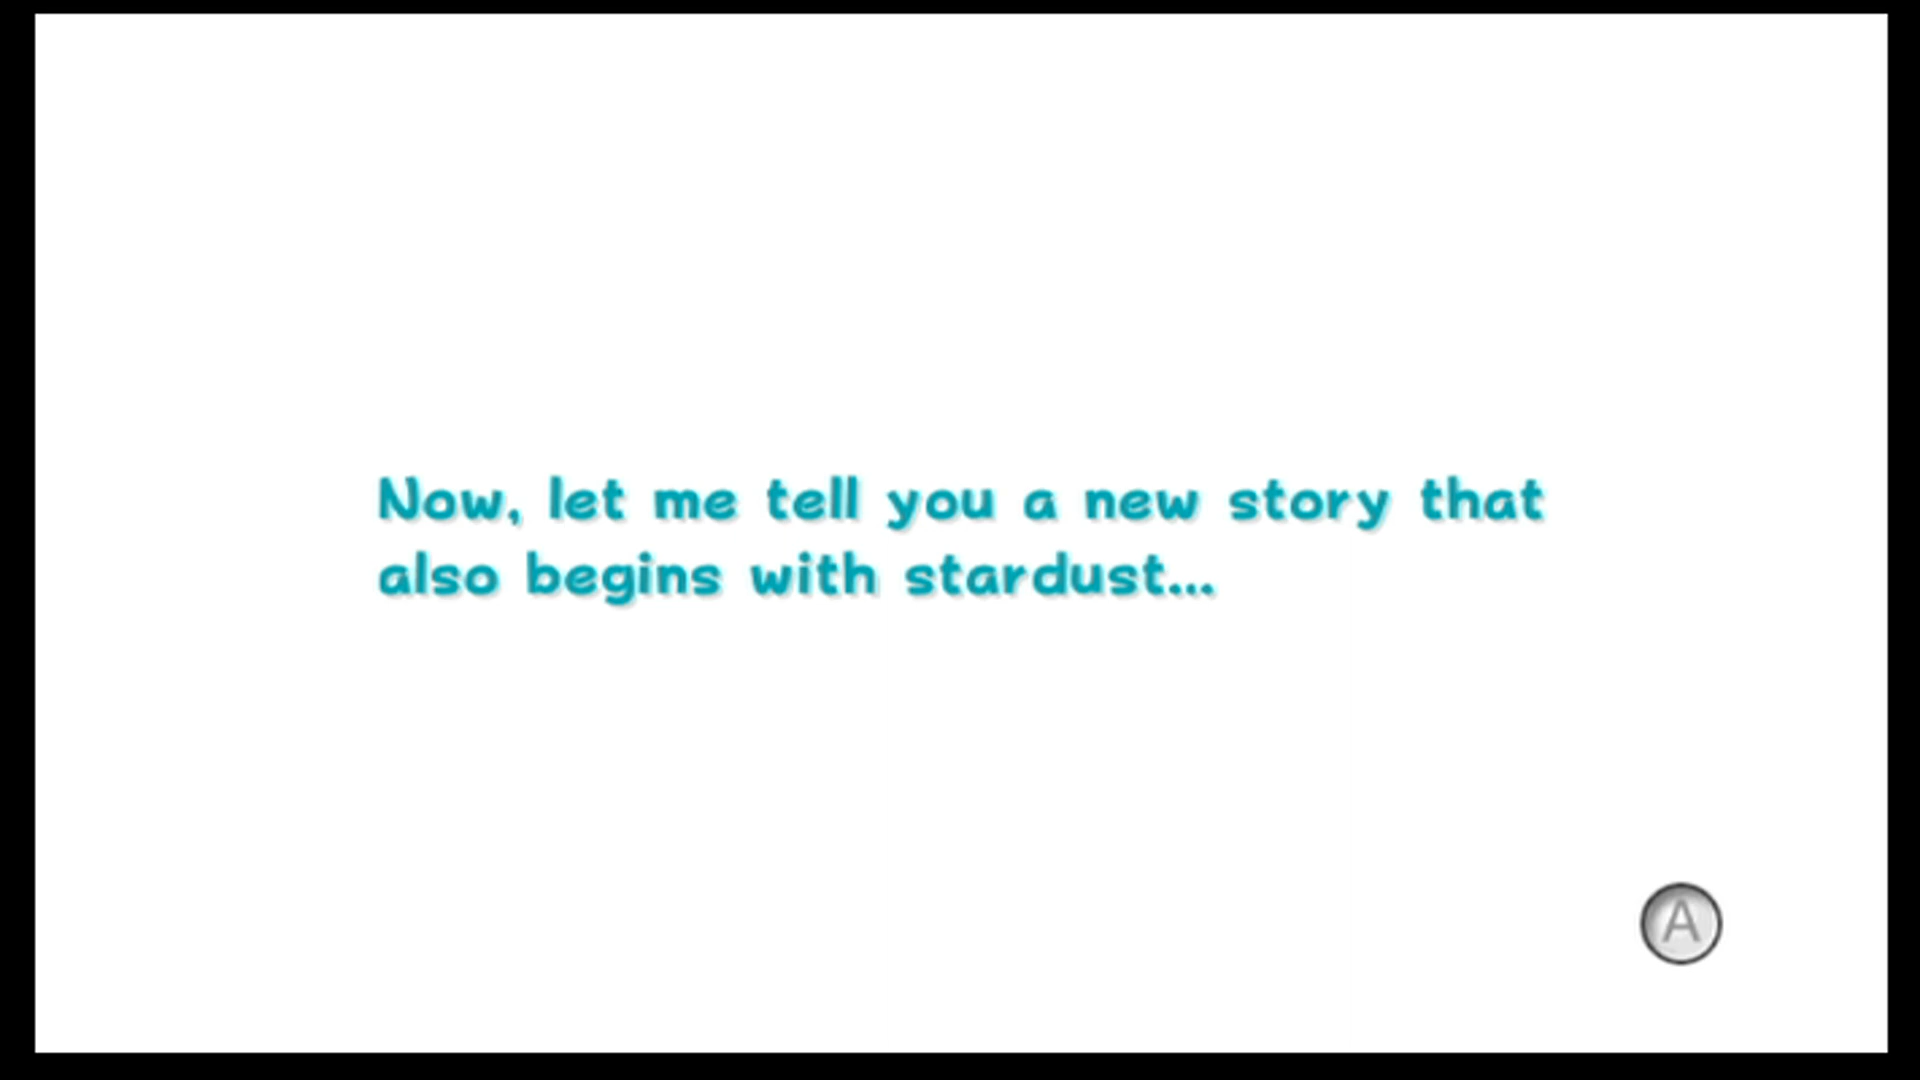 Now, let me tell you a new story that
also begins with stardust...
A